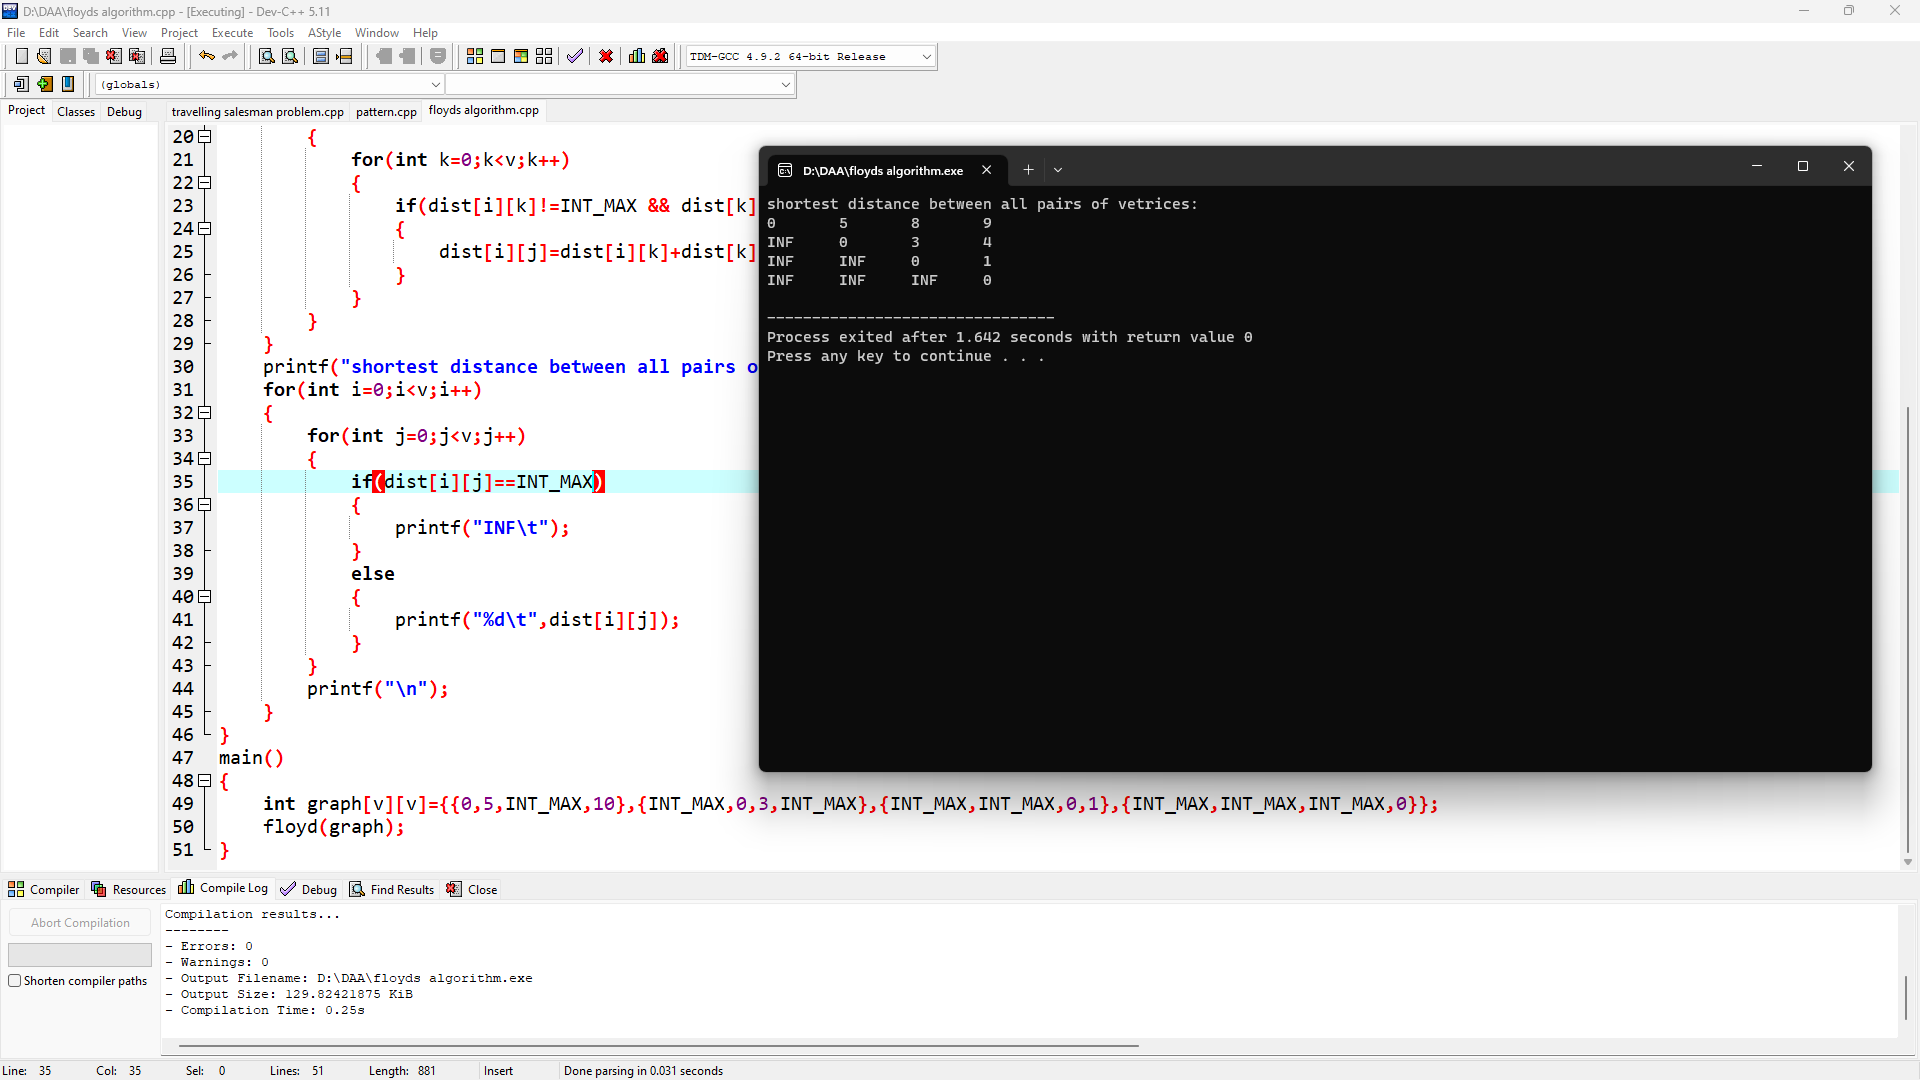 D:\DAA\floyds algorithm.cpp - [Executing] - Dev-C++ 5.11
File Edit Search View Project Execute Tools AStyle Window Help
TDM-GCC 4.9.2 64-bit Release
(globals)
Project Classes Debug
travelling salesman problem.cpp pattern.cpp floyds algorithm.cpp
20 {
21 for(int k=0;k<v;k++)
22 {
23 if(dist[i][k]!=INT_MAX && dist[k]
24 {
25 dist[i][j]=dist[i][k]+dist[k]
26 }
27 }
28 }
29 }
30 printf("shortest distance between all pairs o
31 for(int i=0;i<v;i++)
32 {
33 for(int j=0;j<v;j++)
34 {
35 if(dist[i][j]==INT_MAX)
36 {
37 printf("INF\t");
38 }
39 else
40 {
41 printf("%d\t",dist[i][j]);
42 }
43 }
44 printf("\n");
45 }
46 }
47 main()
48 {
49 int graph[v][v]={{0,5,INT_MAX,10},{INT_MAX,0,3,INT_MAX},{INT_MAX,INT_MAX,0,1},{INT_MAX,INT_MAX,INT_MAX,0}};
50 floyd(graph);
51 }
D:\DAA\floyds algorithm.exe
shortest distance between all pairs of vetrices:
0 5 8 9
INF 0 3 4
INF INF 0 1
INF INF INF 0
--------------------------------
Process exited after 1.642 seconds with return value 0
Press any key to continue . . .
Compiler Resources Compile Log Debug Find Results Close
Abort Compilation
Shorten compiler paths
Compilation results...
--------
- Errors: 0
- Warnings: 0
- Output Filename: D:\DAA\floyds algorithm.exe
- Output Size: 129.82421875 KiB
- Compilation Time: 0.25s
Line: 35 Col: 35 Sel: 0 Lines: 51 Length: 881 Insert Done parsing in 0.031 seconds